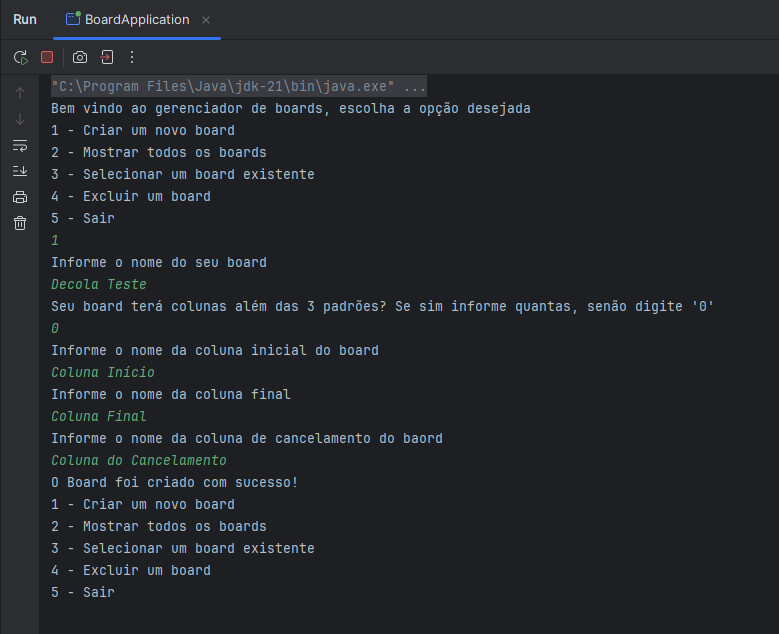 Run BoardApplication
"C:\Program Files\Java\jdk-21\bin\java.exe" ...
Bem vindo ao gerenciador de boards, escolha a opção desejada
1 - Criar um novo board
2 - Mostrar todos os boards
3 - Selecionar um board existente
4 - Excluir um board
5 - Sair
1
Informe o nome do seu board
Decola Teste
Seu board terá colunas além das 3 padrões? Se sim informe quantas, senão digite '0'
0
Informe o nome da coluna inicial do board
Coluna Início
Informe o nome da coluna final
Coluna Final
Informe o nome da coluna de cancelamento do baord
Coluna do Cancelamento
O Board foi criado com sucesso!
1 - Criar um novo board
2 - Mostrar todos os boards
3 - Selecionar um board existente
4 - Excluir um board
5 - Sair